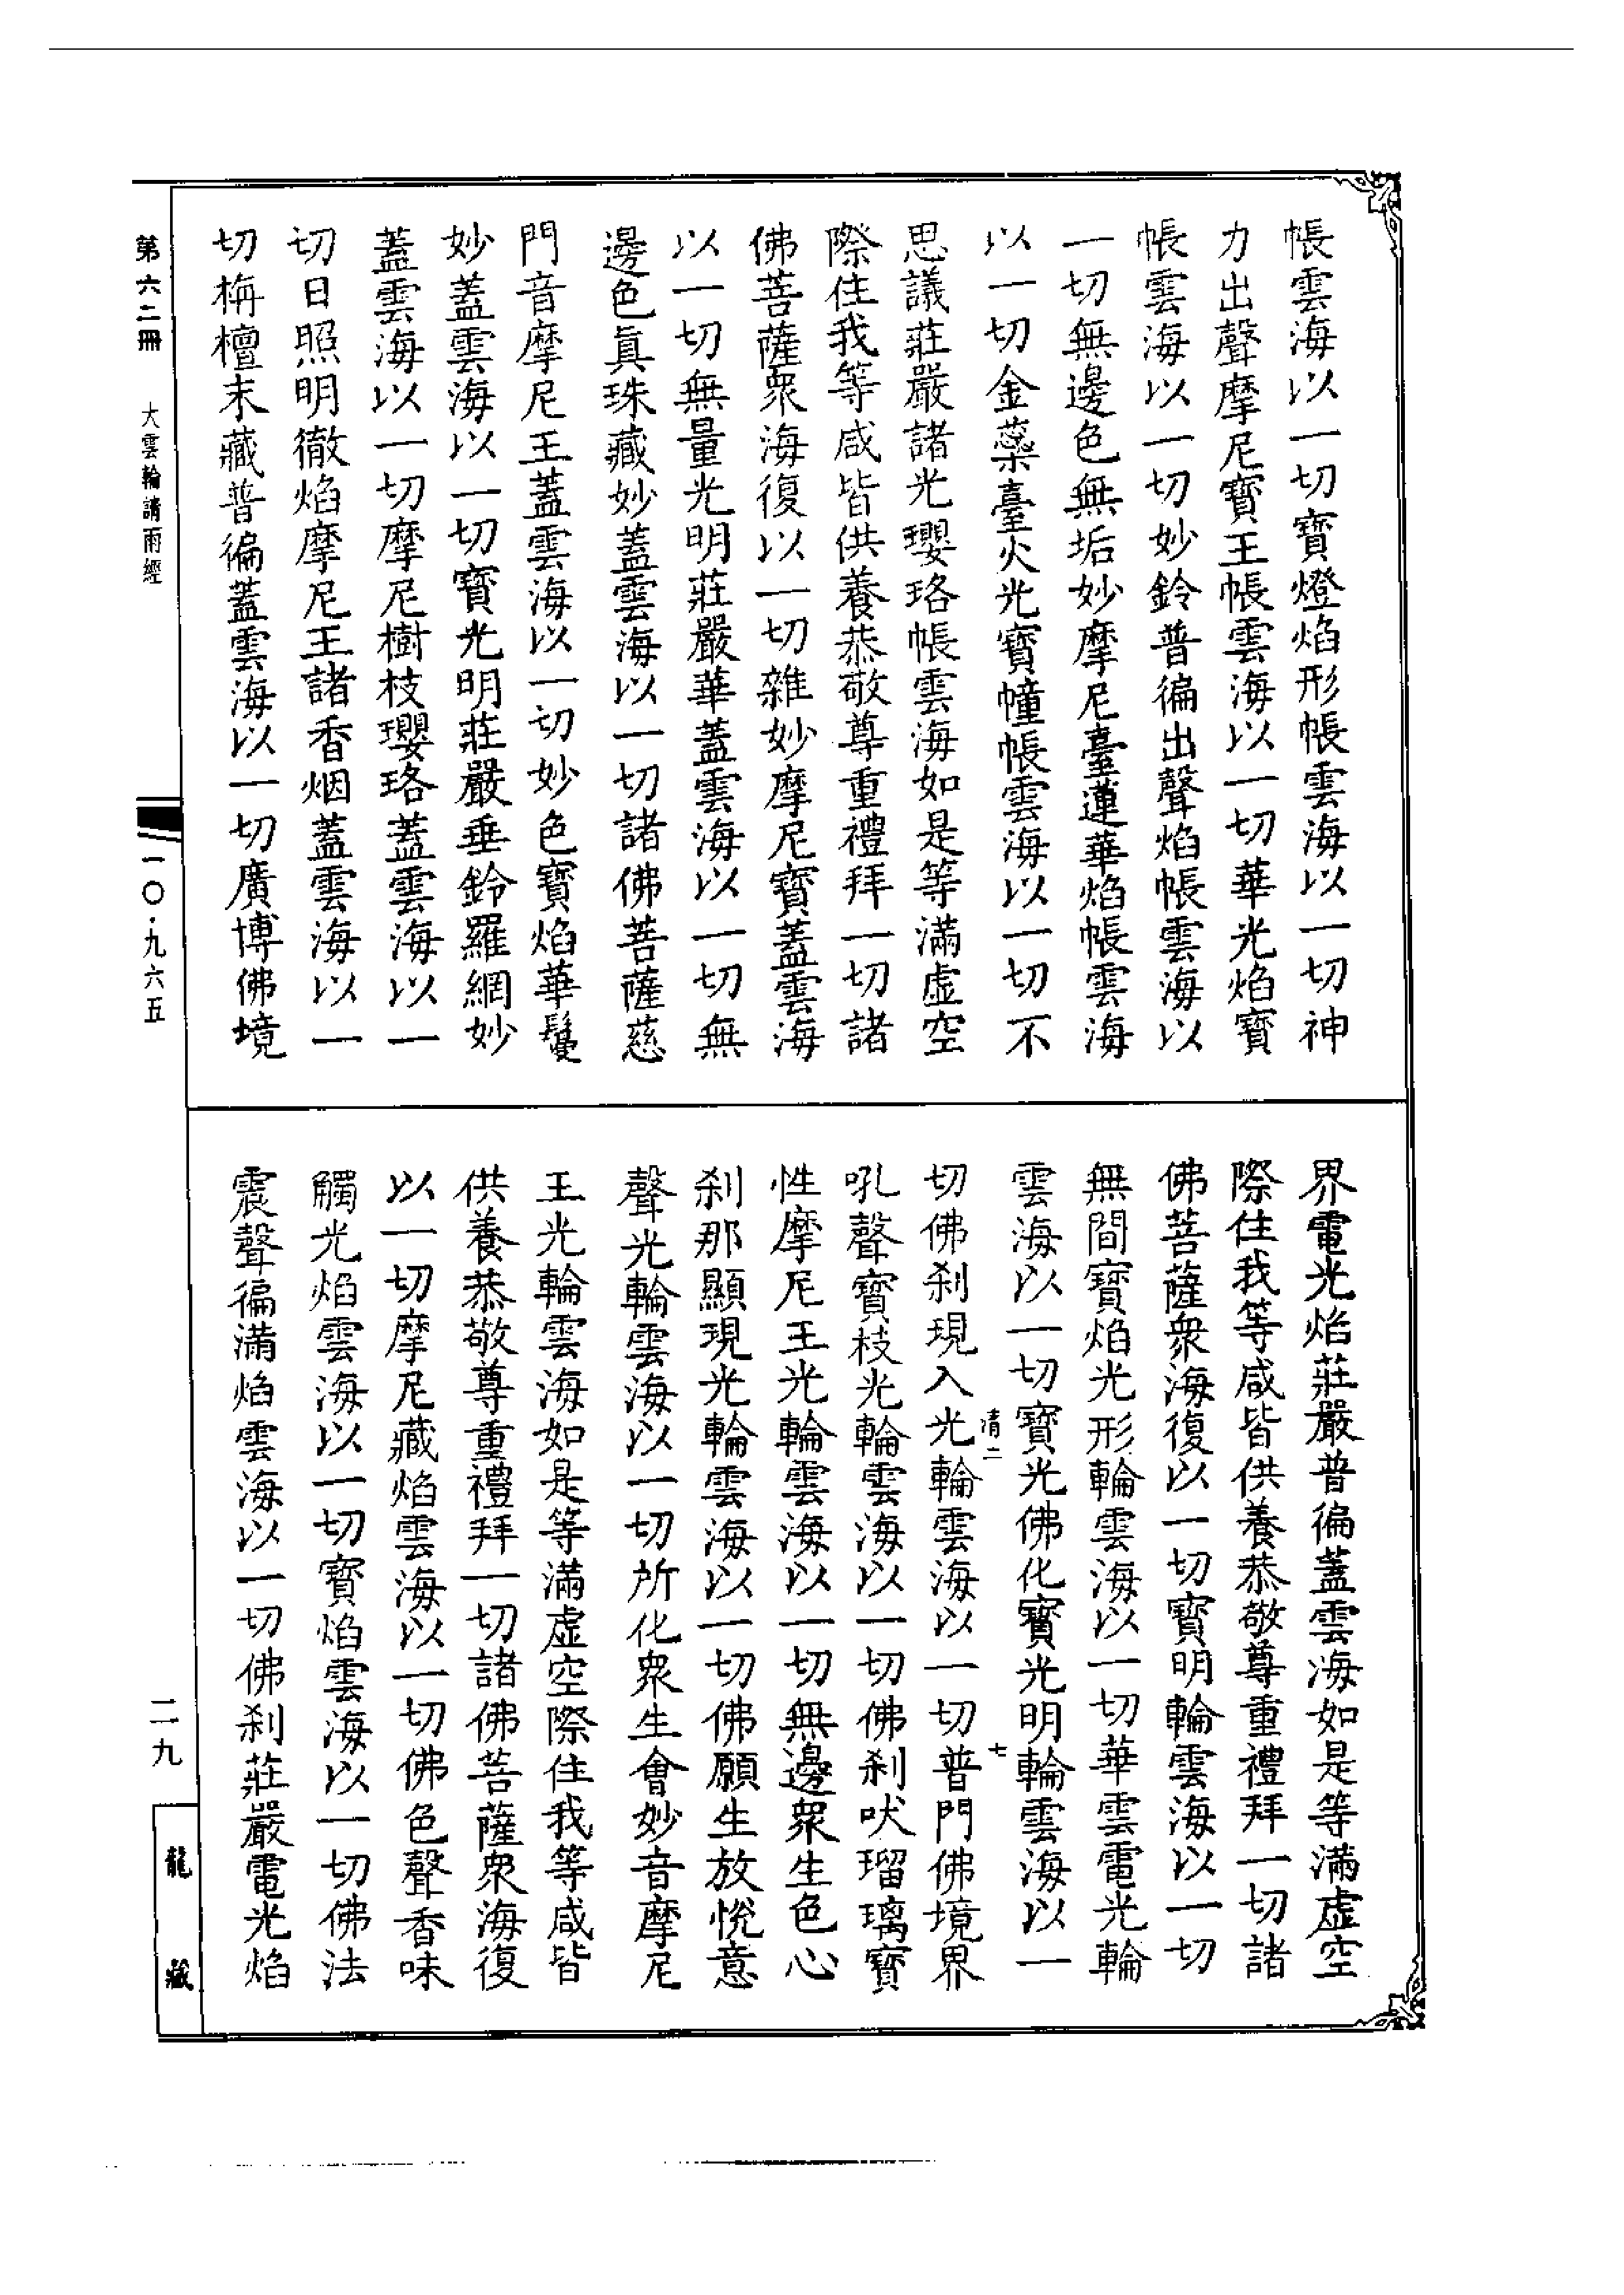 帳雲海以一切寶燈焰形帳雲海以一切神
力出聲摩尼寶王帳雲海以一切華光焰寶
帳雲海以一切妙鈴普徧出聲焰帳雲海以
一切無邊色無垢妙摩尼臺蓮華焰帳雲海
以一切金蘂臺火光寶幢帳雲海以一切不
思議莊嚴諸光瓔珞帳雲海如是等滿虛空
際住我等咸皆供養恭敬尊重禮拜一切諸
佛菩薩眾海復以一切雜妙摩尼寶蓋雲海
以一切無量光明莊嚴華蓋雲海以一切無
邊色真珠藏妙蓋雲海以一切諸佛菩薩慈
門音摩尼王蓋雲海以一切妙色寶焰華鬘
妙蓋雲海以一切寶光明莊嚴垂鈴羅網妙
蓋雲海以一切摩尼樹枝瓔珞蓋雲海以一
切日照明徹焰摩尼王諸香烟蓋雲海以一
切栴檀末藏普徧蓋雲海以一切廣博佛境
界電光焰莊嚴普徧蓋雲海如是等滿虛空
際住我等咸皆供養恭敬尊重禮拜一切諸
佛菩薩眾海復以一切寶明輪雲海以一切
無間寶焰光形輪雲海以一切華雲電光輪
雲海以一切寶光佛化寶光明輪雲海以一
清二 七
切佛刹現入光輪雲海以一切普門佛境界
吼聲寶枝光輪雲海以一切佛刹吠瑠璃寶
性摩尼王光輪雲海以一切無邊眾生色心
刹那顯現光輪雲海以一切佛願生放悅意
聲光輪雲海以一切所化眾生會妙音摩尼
王光輪雲海如是等滿虛空際住我等咸皆
供養恭敬尊重禮拜一切諸佛菩薩眾海復
以一切摩尼藏焰雲海以一切佛色聲香味
觸光焰雲海以一切寶焰雲海以一切佛法
震聲徧滿焰雲海以一切佛刹莊嚴電光焰
第六二冊 大雲輪請雨經
一〇·九六五
二九
龍藏